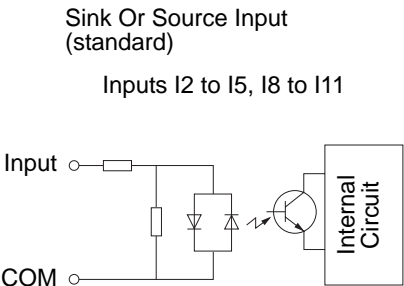 Sink Or Source Input
(standard)
Inputs I2 to I5, I8 to I11
Input
Internal
Circuit
COM